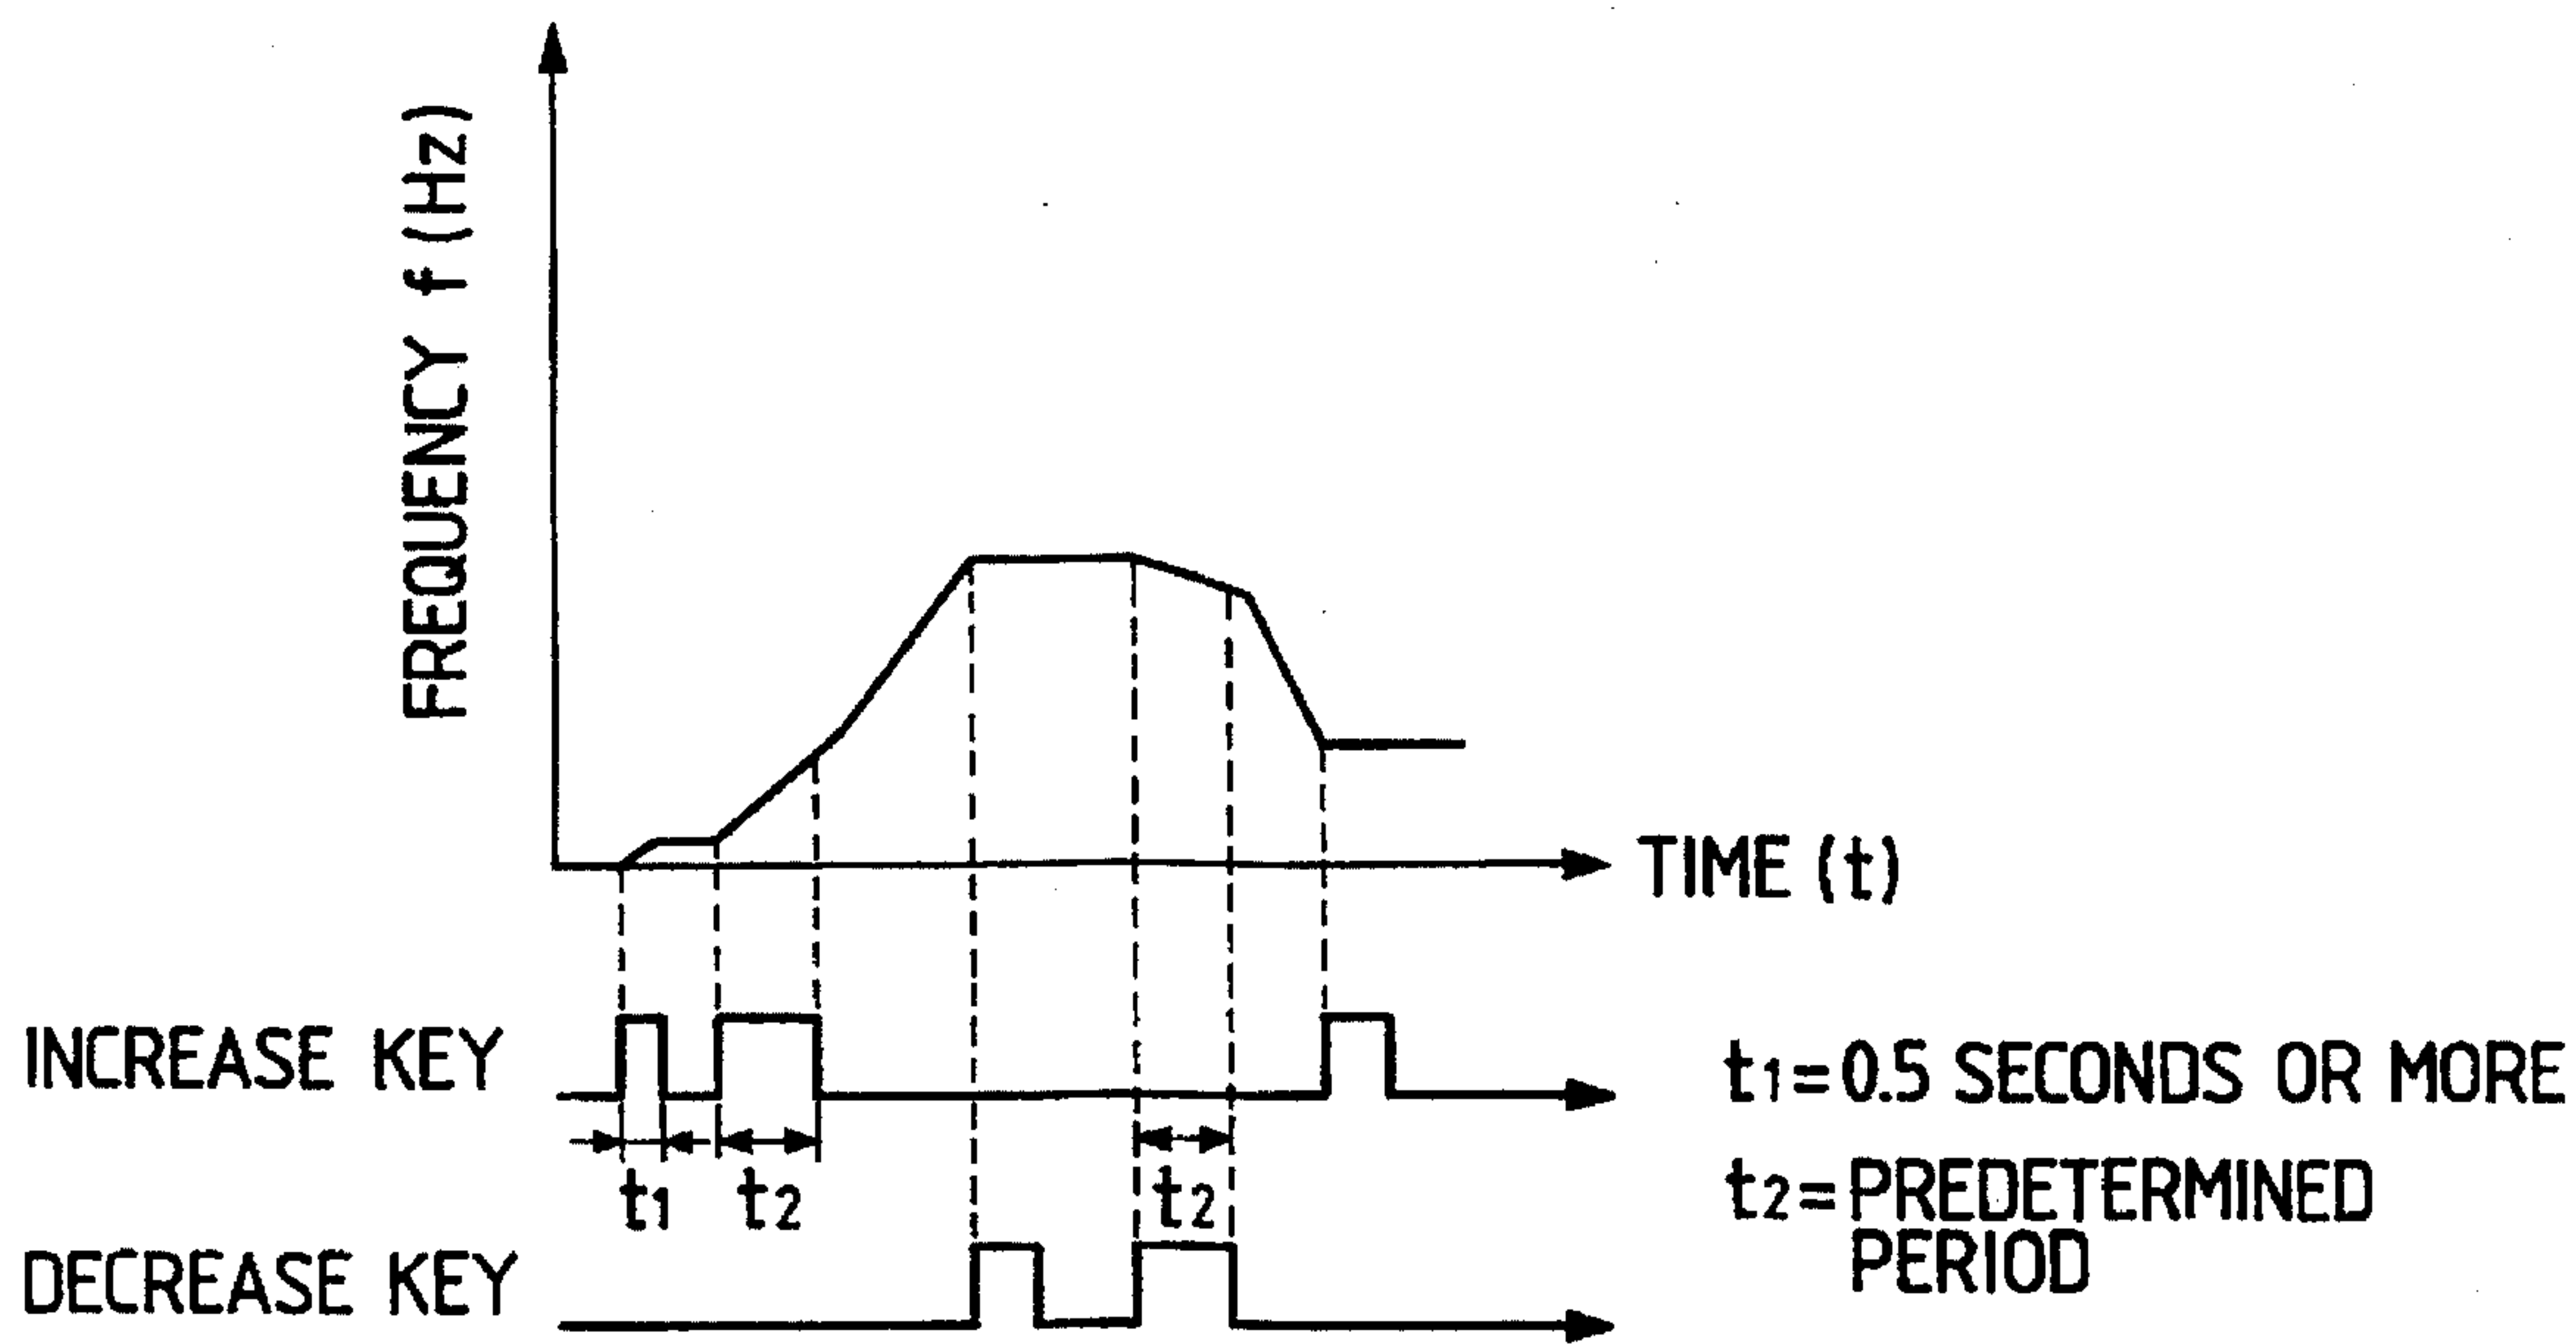 FREQUENCY f (Hz)
TIME (t)
INCREASE KEY
t1 t2 t2
t1=0.5 SECONDS OR MORE
t2=PREDETERMINED
PERIOD
DECREASE KEY